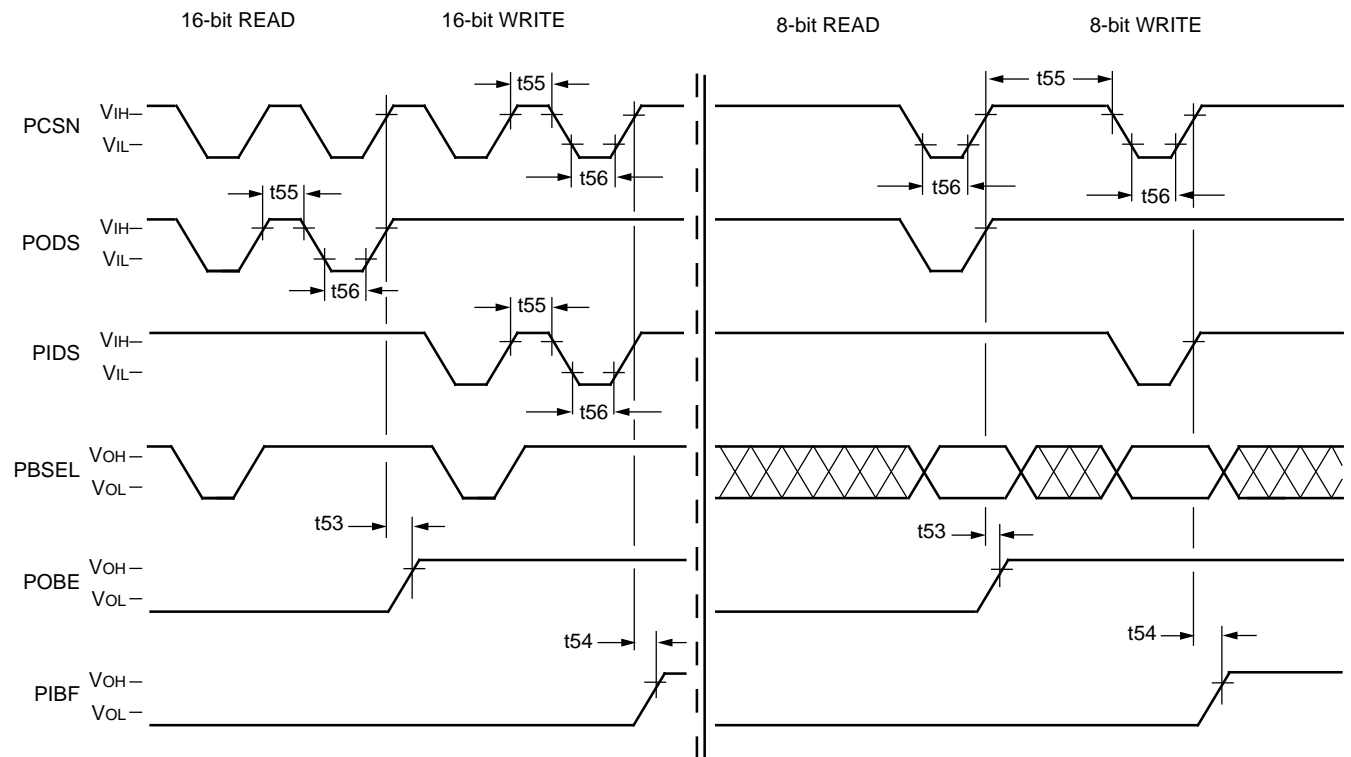 16-bit READ 16-bit WRITE 8-bit READ 8-bit WRITE
t55 t55
PCSN VIH–
VIL–
t56 t56 t56
t55
PODS VIH–
VIL–
t56
t55
PIDS VIH–
VIL–
t56
PBSEL VOH–
VOL–
t53 t53
POBE VOH–
VOL–
t54 t54
PIBF VOH–
VOL–